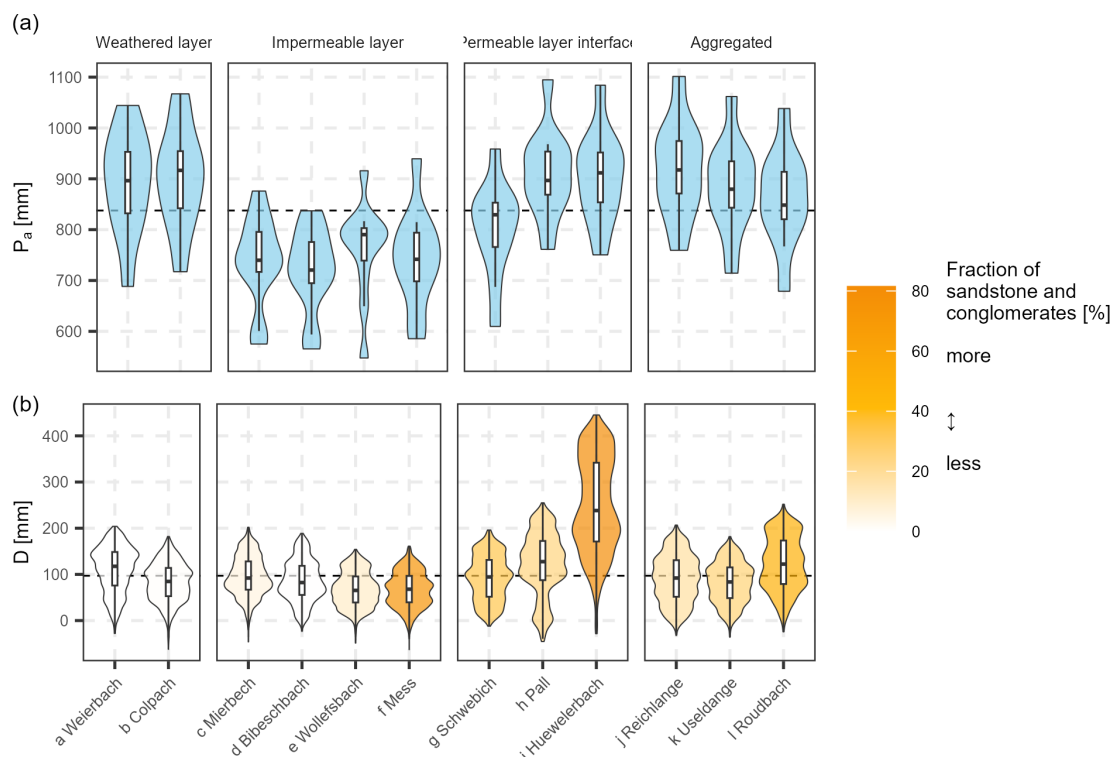 (a)
Weathered layer
Impermeable layer
Permeable layer interface
Aggregated
1100
1000
900
800
700
600
Pa [mm]
Fraction of
sandstone and
conglomerates [%]
more
↕
less
80
60
40
20
0
(b)
400
300
200
100
0
D [mm]
a Weierbach
b Colpach
c Mierbech
d Bibeschbach
e Wollefsbach
f Mess
g Schwebich
h Pall
i Huewelerbach
j Reichlange
k Useldange
l Roudbach